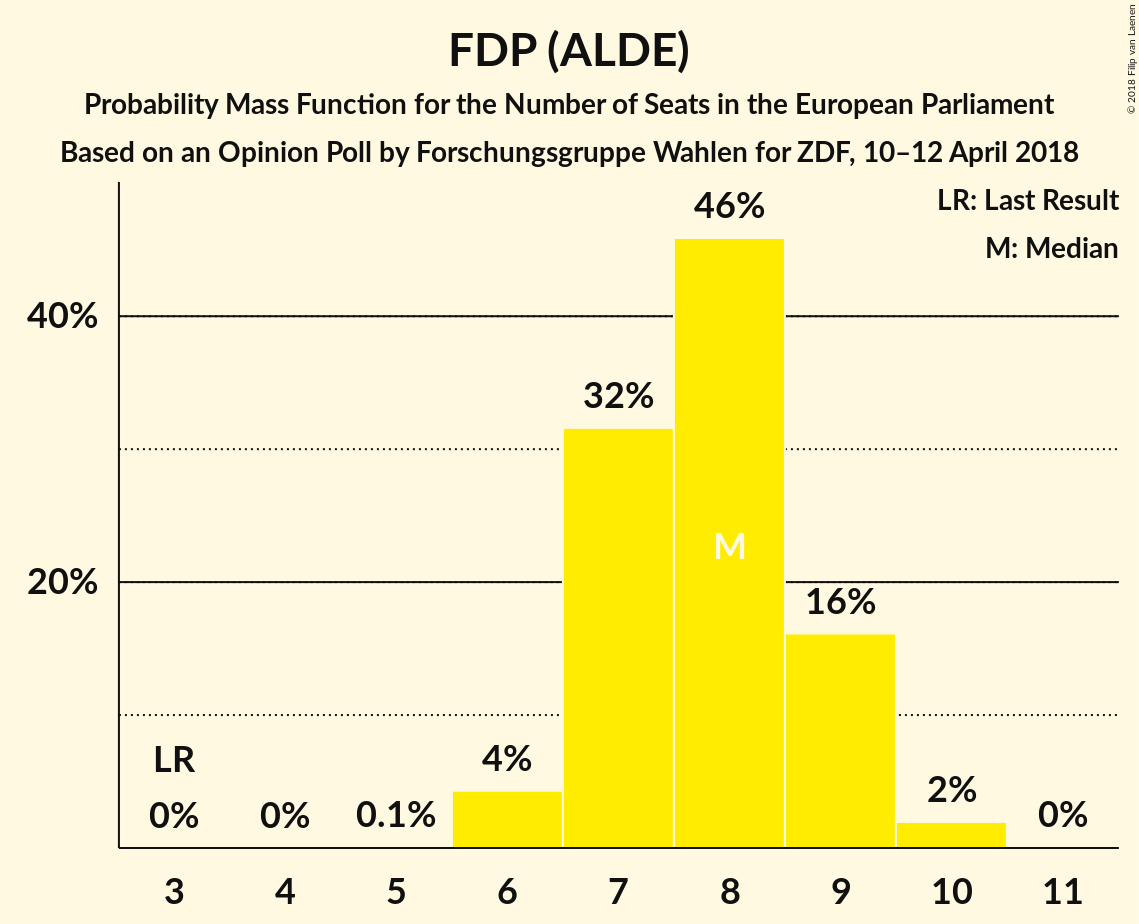 FDP (ALDE)
Probability Mass Function for the Number of Seats in the European Parliament
Based on an Opinion Poll by Forschungsgruppe Wahlen for ZDF, 10–12 April 2018
© 2018 Filip van Laenen
LR: Last Result
M: Median
46%
40%
32%
M
20%
16%
LR
4%
2%
0% 0% 0.1% 0%
3 4 5 6 7 8 9 10 11